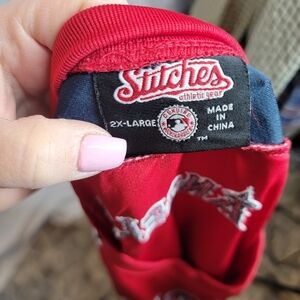 Stitches
athletic gear
2X-LARGE
MADE
IN
CHINA
TM